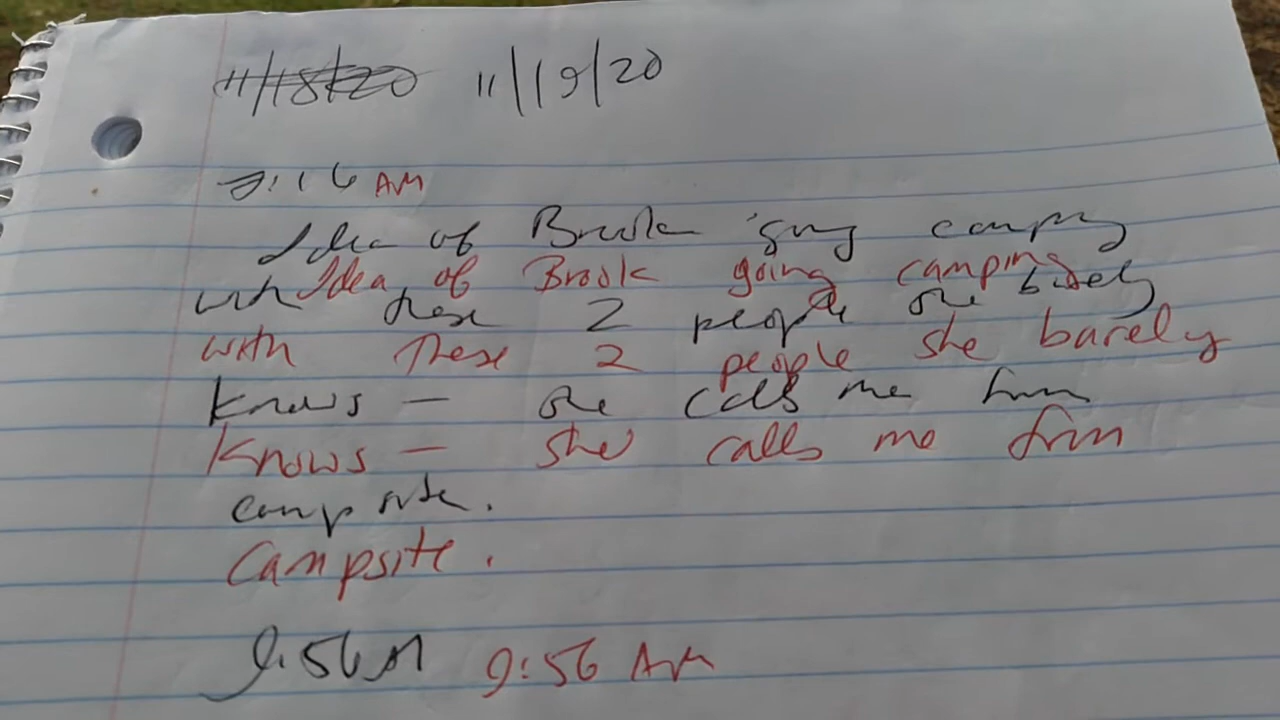 11/18/20 11/19/20
9:16 AM
Idea of Brook going camping
Idea of Brook going camping
with these 2 people she barely
with These 2 people she barely
knows — she calls me from
Knows — she calls me from
campsite.
Campsite.
9:56 AM 9:56 AM